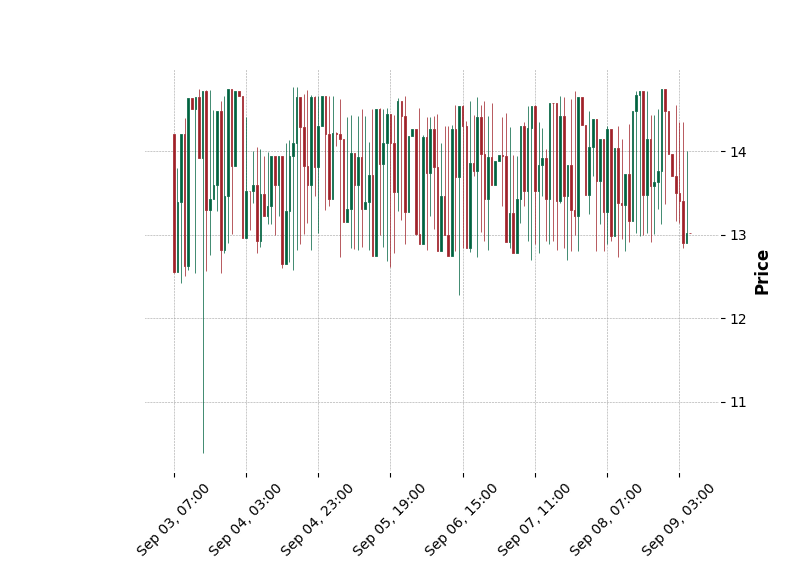 14
13
12
11
Price
Sep 03, 07:00
Sep 04, 03:00
Sep 04, 23:00
Sep 05, 19:00
Sep 06, 15:00
Sep 07, 11:00
Sep 08, 07:00
Sep 09, 03:00